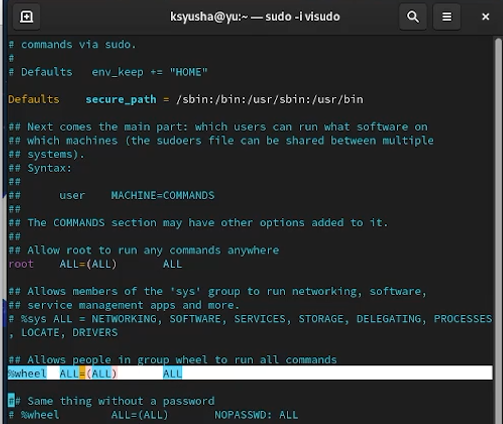 ksyusha@yu:~ — sudo -i visudo
# commands via sudo.
#
# Defaults   env_keep += "HOME"
Defaults    secure_path = /sbin:/bin:/usr/sbin:/usr/bin
## Next comes the main part: which users can run what software on
## which machines (the sudoers file can be shared between multiple
## systems).
## Syntax:
##
##      user    MACHINE=COMMANDS
##
## The COMMANDS section may have other options added to it.
##
## Allow root to run any commands anywhere
root    ALL=(ALL)       ALL
## Allows members of the 'sys' group to run networking, software,
## service management apps and more.
# %sys ALL = NETWORKING, SOFTWARE, SERVICES, STORAGE, DELEGATING, PROCESSES
, LOCATE, DRIVERS
## Allows people in group wheel to run all commands
%wheel  ALL=(ALL)       ALL
## Same thing without a password
# %wheel        ALL=(ALL)       NOPASSWD: ALL